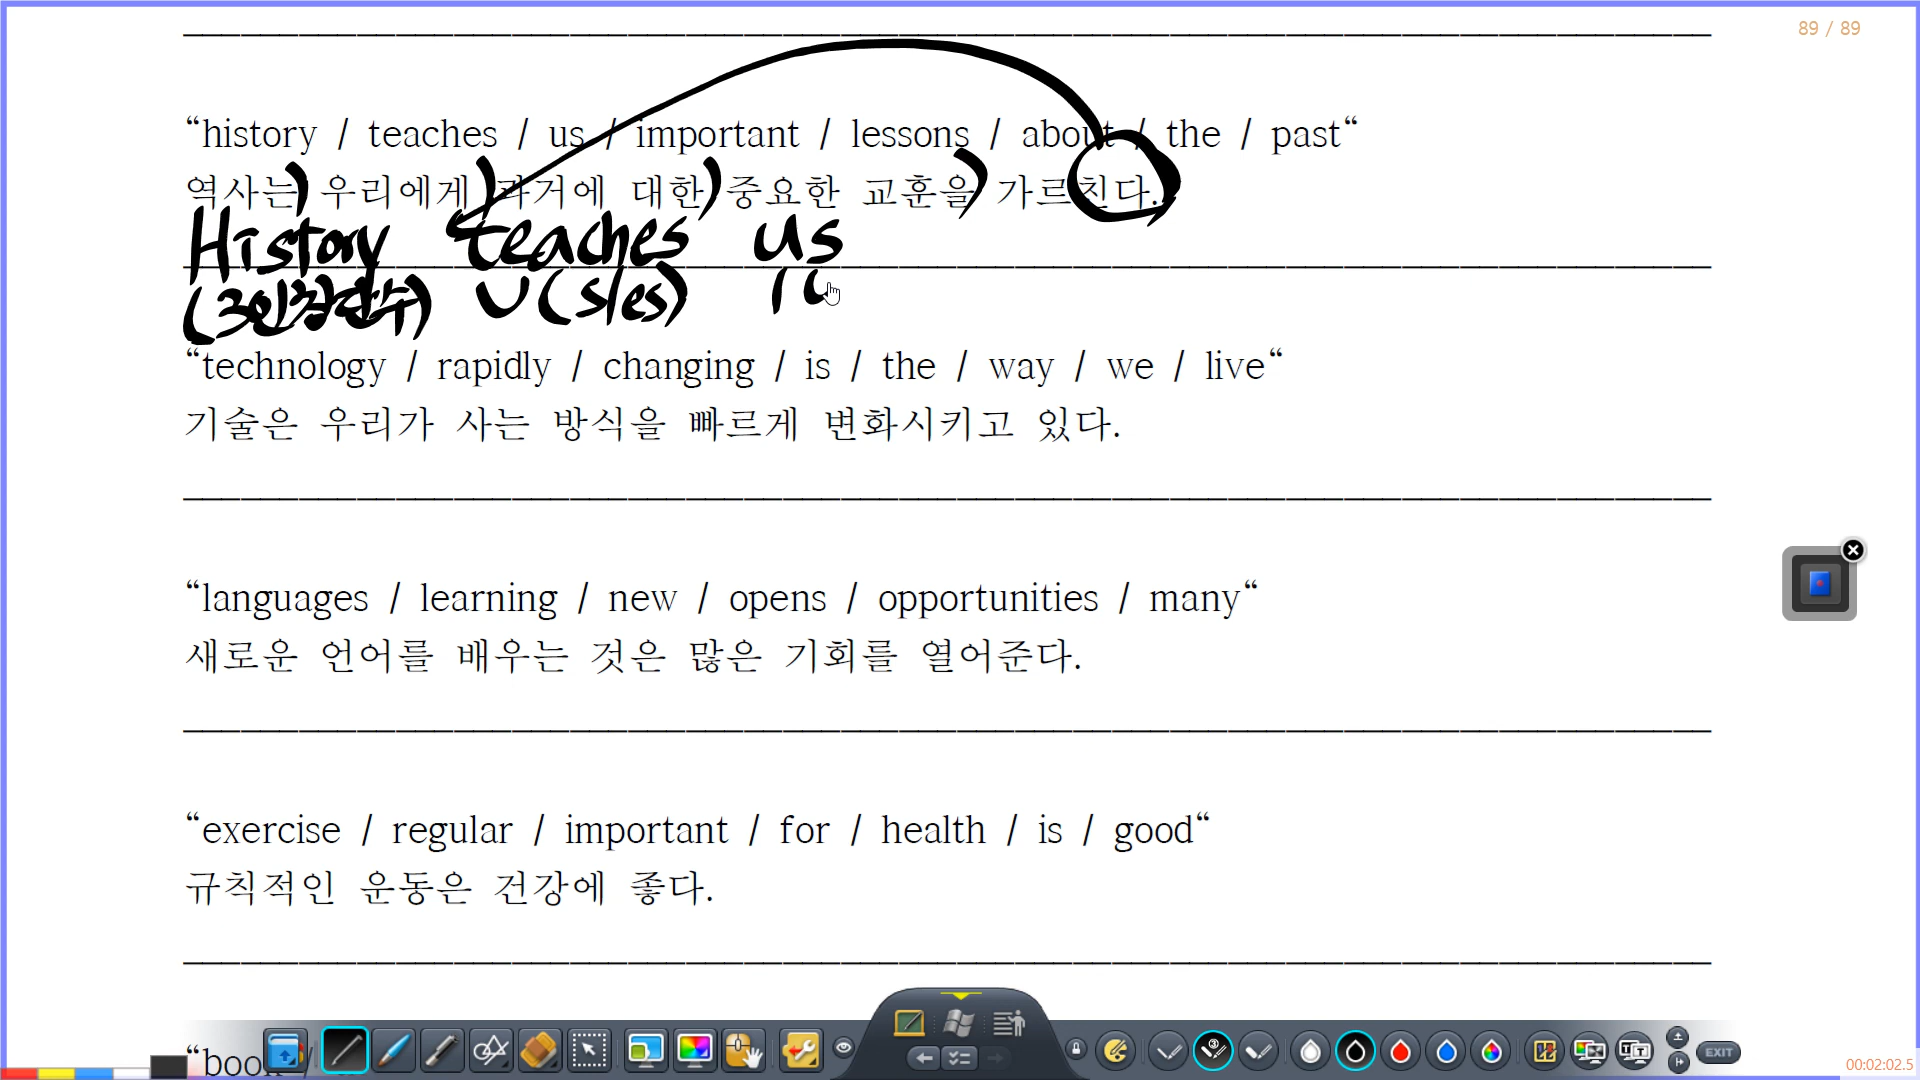 89 / 89
“history / teaches / us / important / lessons / about / the / past“
역사는 우리에게 과거에 대한 중요한 교훈을 가르친다.
History teaches us
(3인칭단수) V(s/es) I
“technology / rapidly / changing / is / the / way / we / live“
기술은 우리가 사는 방식을 빠르게 변화시키고 있다.
“languages / learning / new / opens / opportunities / many“
새로운 언어를 배우는 것은 많은 기회를 열어준다.
“exercise / regular / important / for / health / is / good“
규칙적인 운동은 건강에 좋다.
“book /
EXIT
00:02:02.5